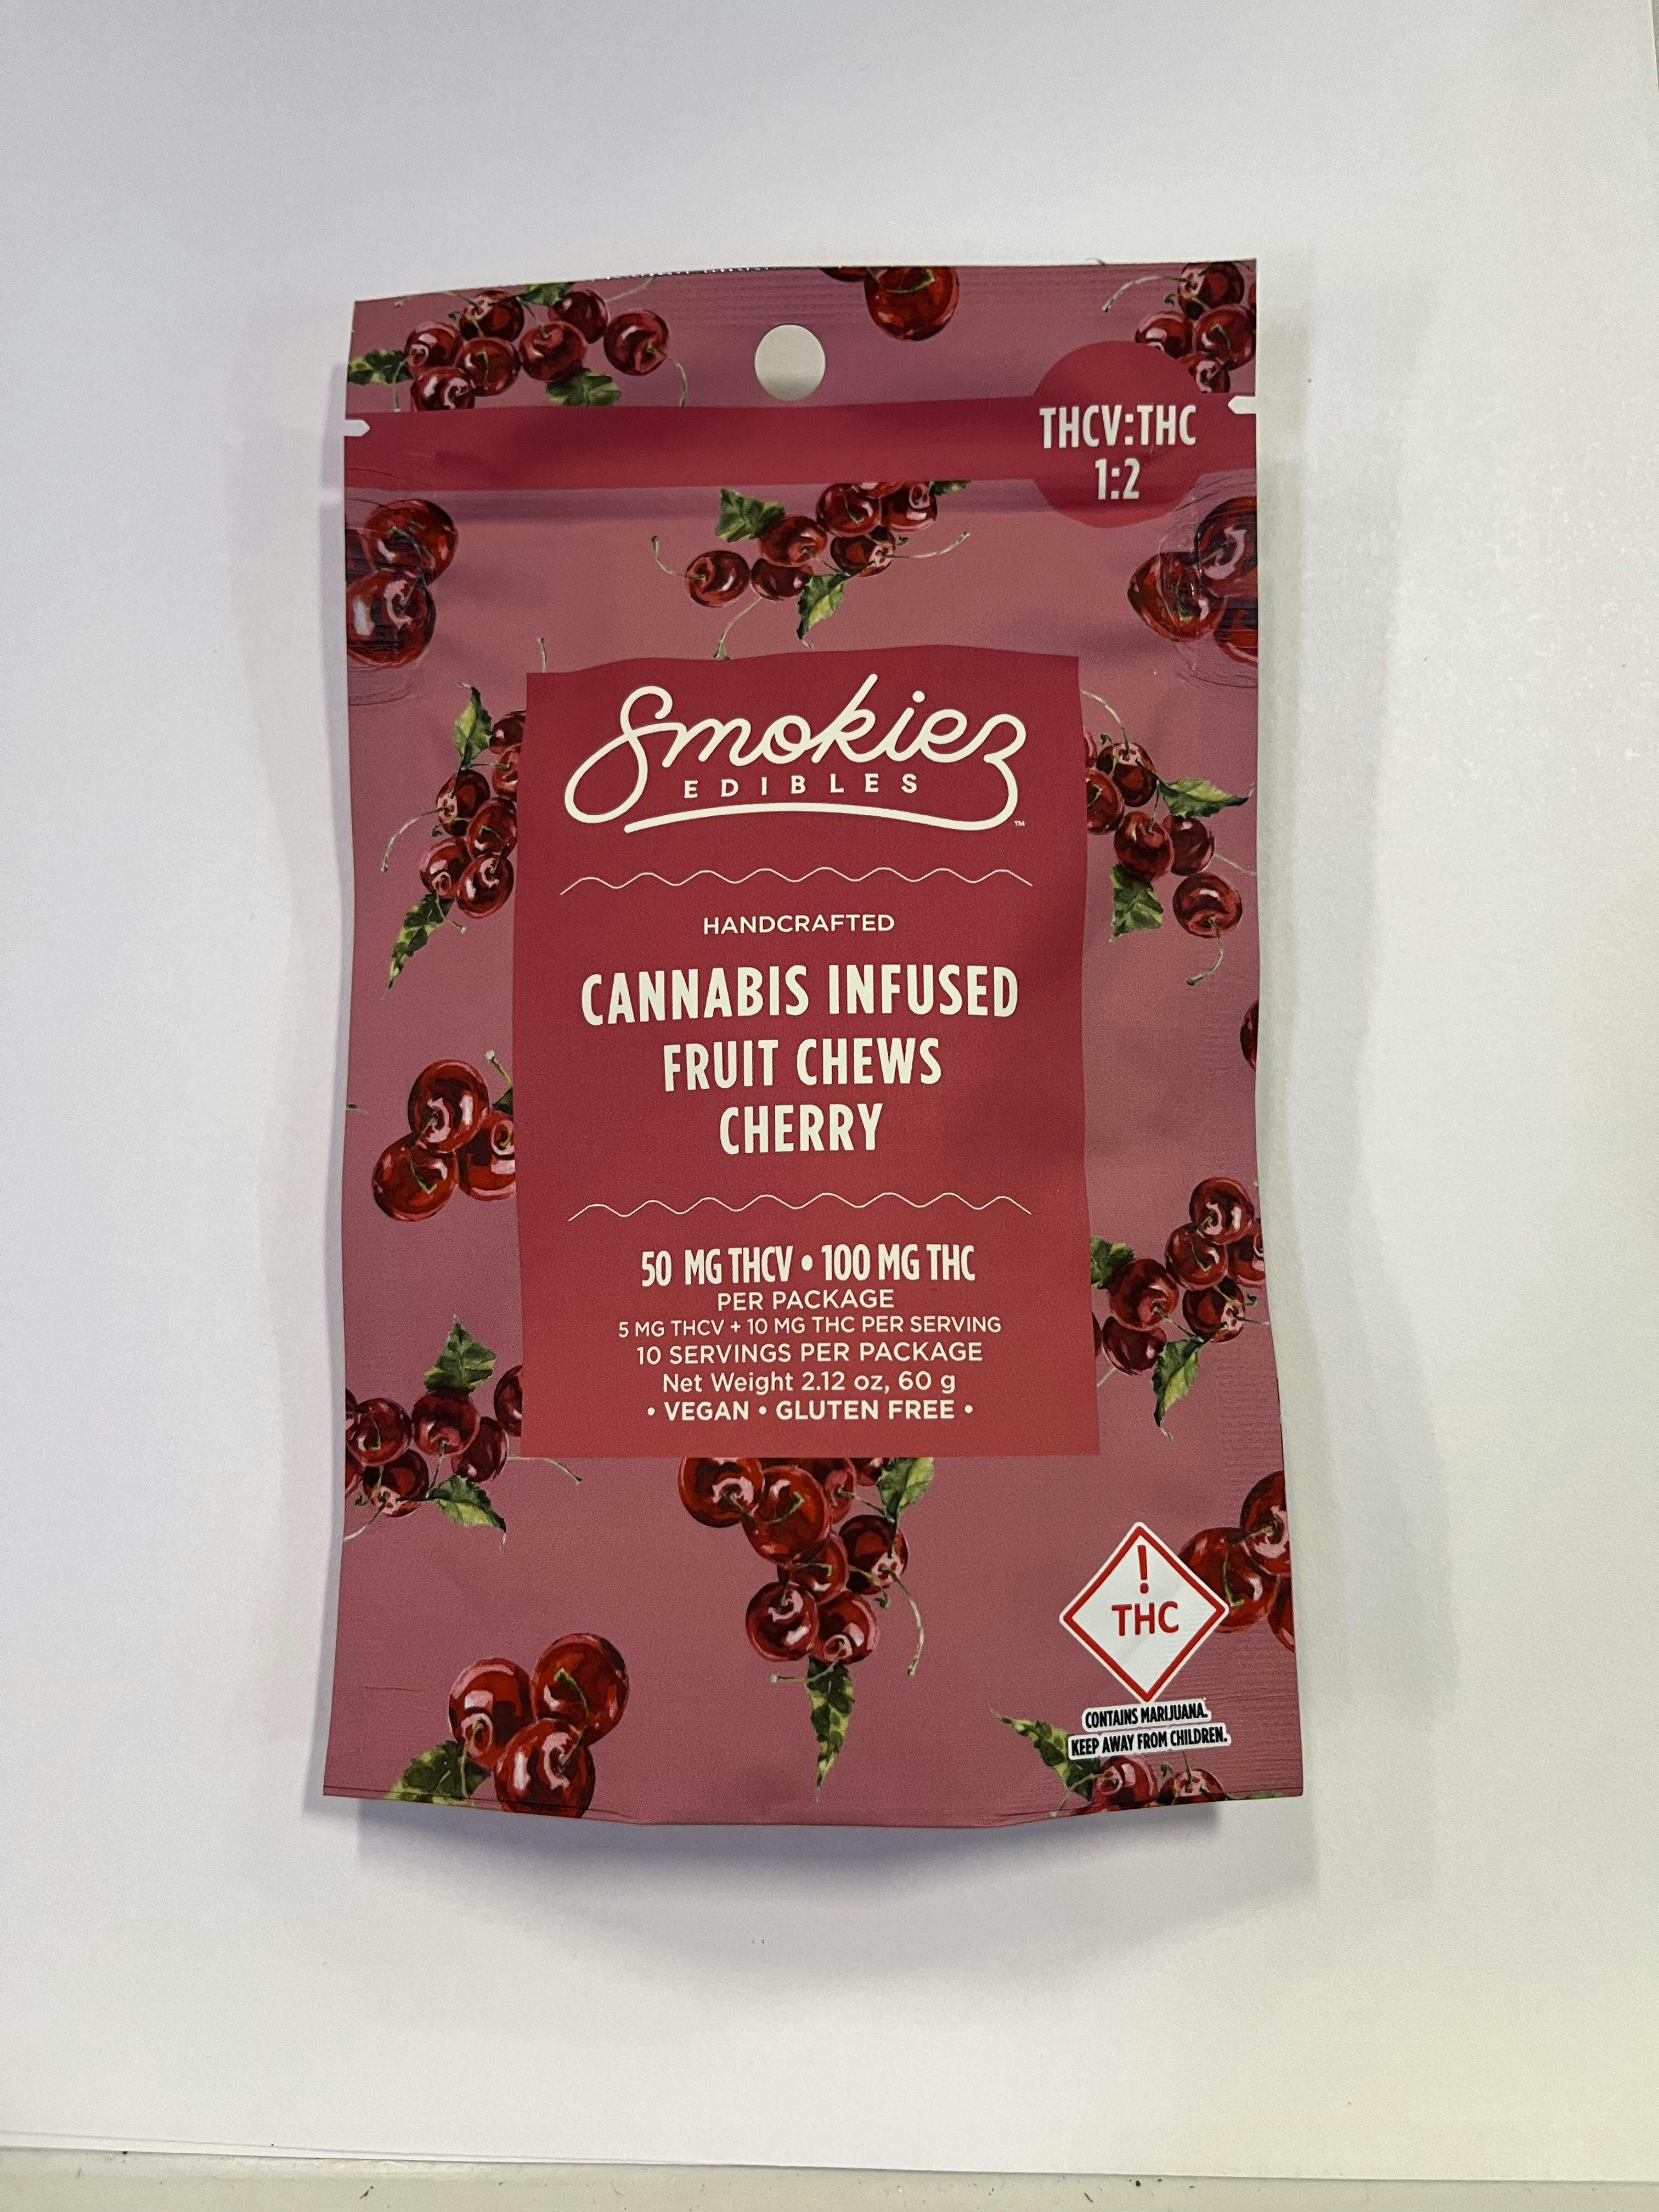 THCV:THC
1:2
Smokiez
EDIBLES
™
HANDCRAFTED
CANNABIS INFUSED
FRUIT CHEWS
CHERRY
50 MG THCV • 100 MG THC
PER PACKAGE
5 MG THCV + 10 MG THC PER SERVING
10 SERVINGS PER PACKAGE
Net Weight 2.12 oz, 60 g
• VEGAN • GLUTEN FREE •
!
THC
CONTAINS MARIJUANA.
KEEP AWAY FROM CHILDREN.